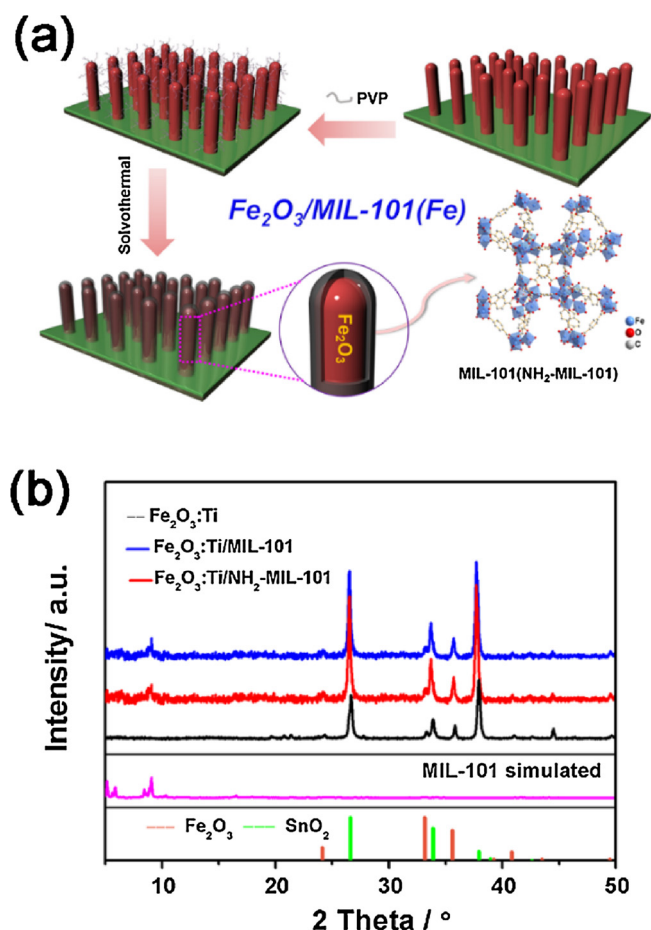 (a)
PVP
Solvothermal
Fe₂O₃/MIL-101(Fe)
Fe₂O₃
Fe
O
C
MIL-101(NH₂-MIL-101)
(b)
Fe₂O₃:Ti
Fe₂O₃:Ti/MIL-101
Fe₂O₃:Ti/NH₂-MIL-101
Intensity/ a.u.
MIL-101 simulated
Fe₂O₃ SnO₂
10 20 30 40 50
2 Theta / °